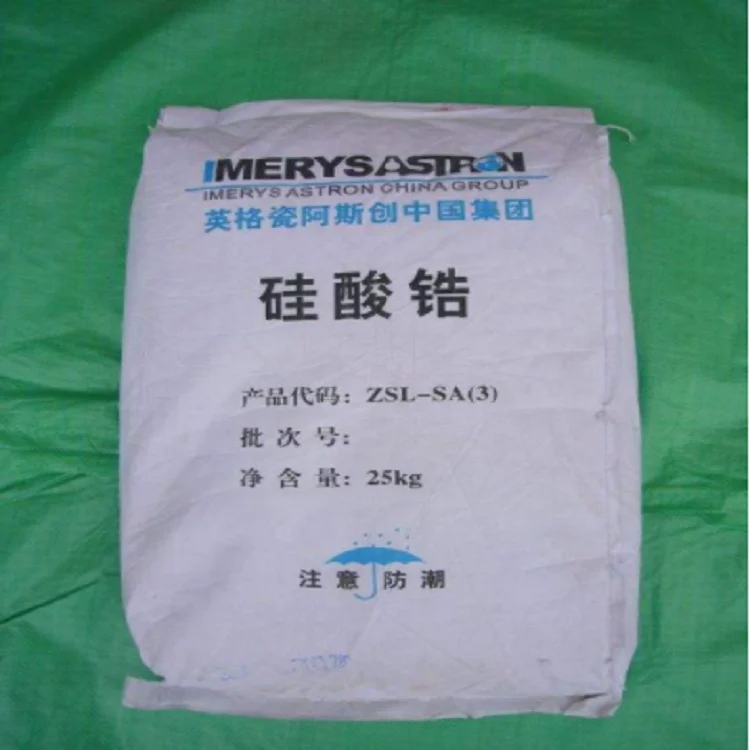 IMERYSASTRON
IMERYS ASTRON CHINA GROUP
英格瓷阿斯创中国集团
硅酸锆
产品代码：ZSL-SA(3)
批次号：
净含量：25kg
注意防潮